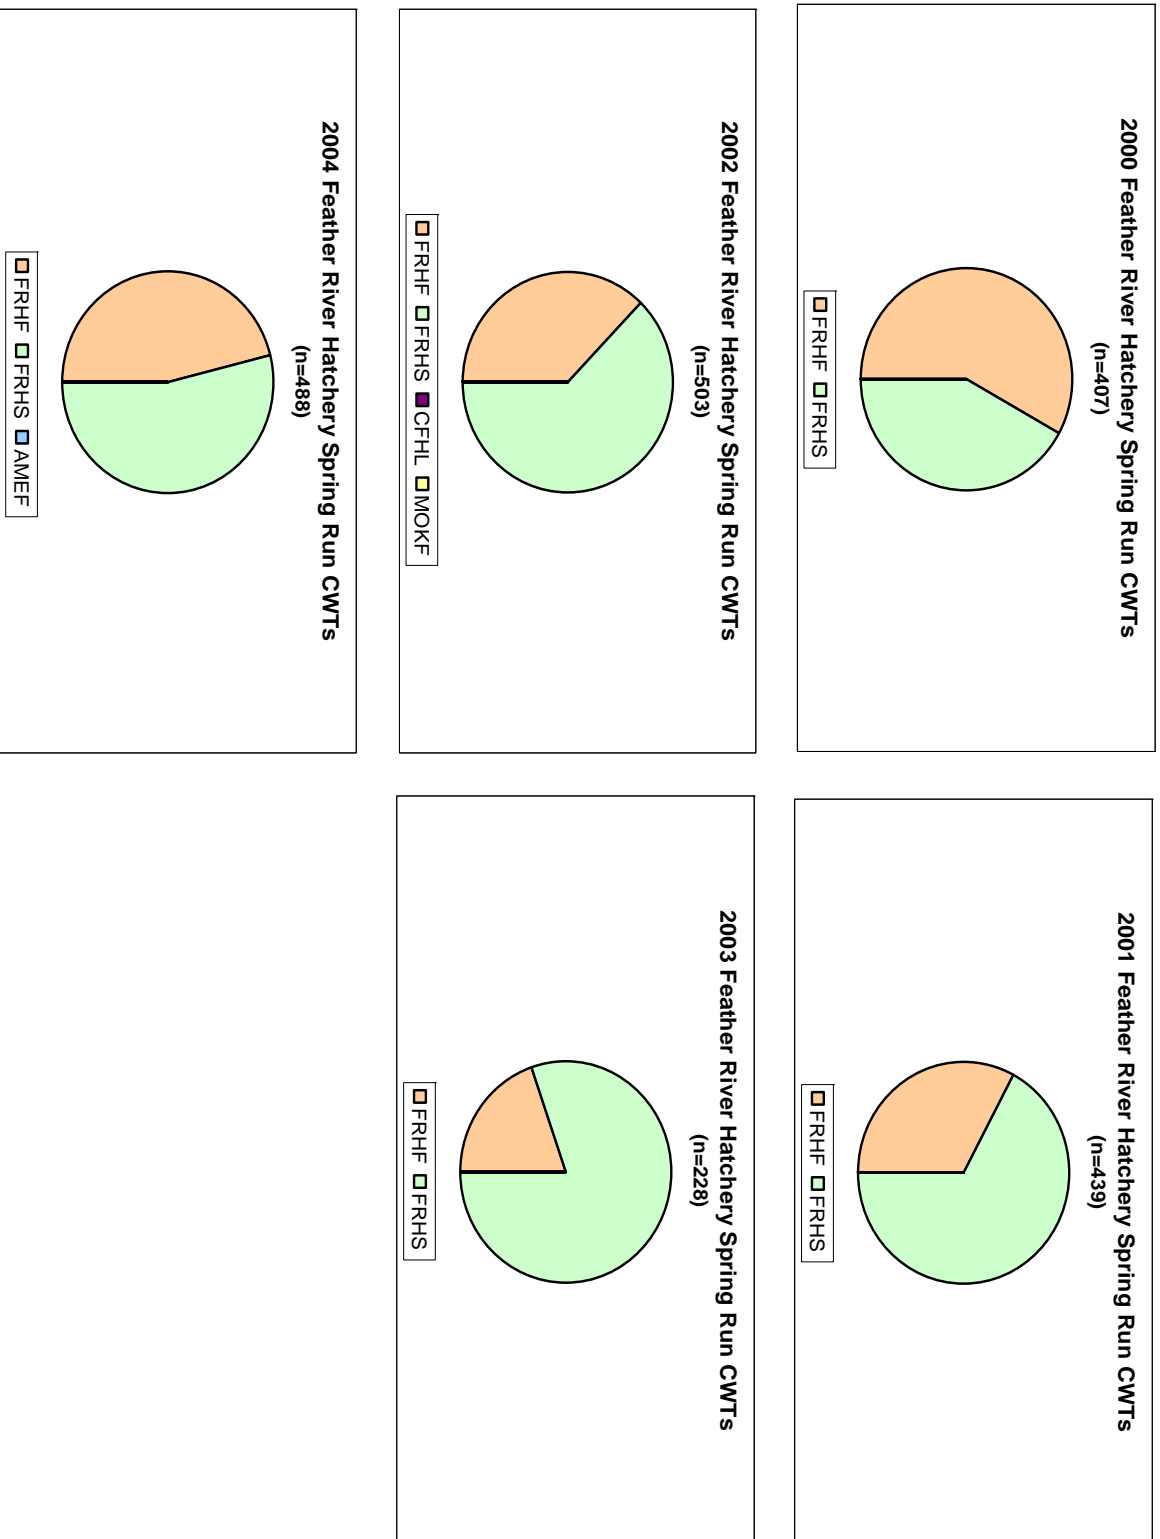 2000 Feather River Hatchery Spring Run CWTs
(n=407)
FRHF FRHS
2001 Feather River Hatchery Spring Run CWTs
(n=439)
FRHF FRHS
2002 Feather River Hatchery Spring Run CWTs
(n=503)
FRHF FRHS CFHL MOKF
2003 Feather River Hatchery Spring Run CWTs
(n=228)
FRHF FRHS
2004 Feather River Hatchery Spring Run CWTs
(n=488)
FRHF FRHS AMEF